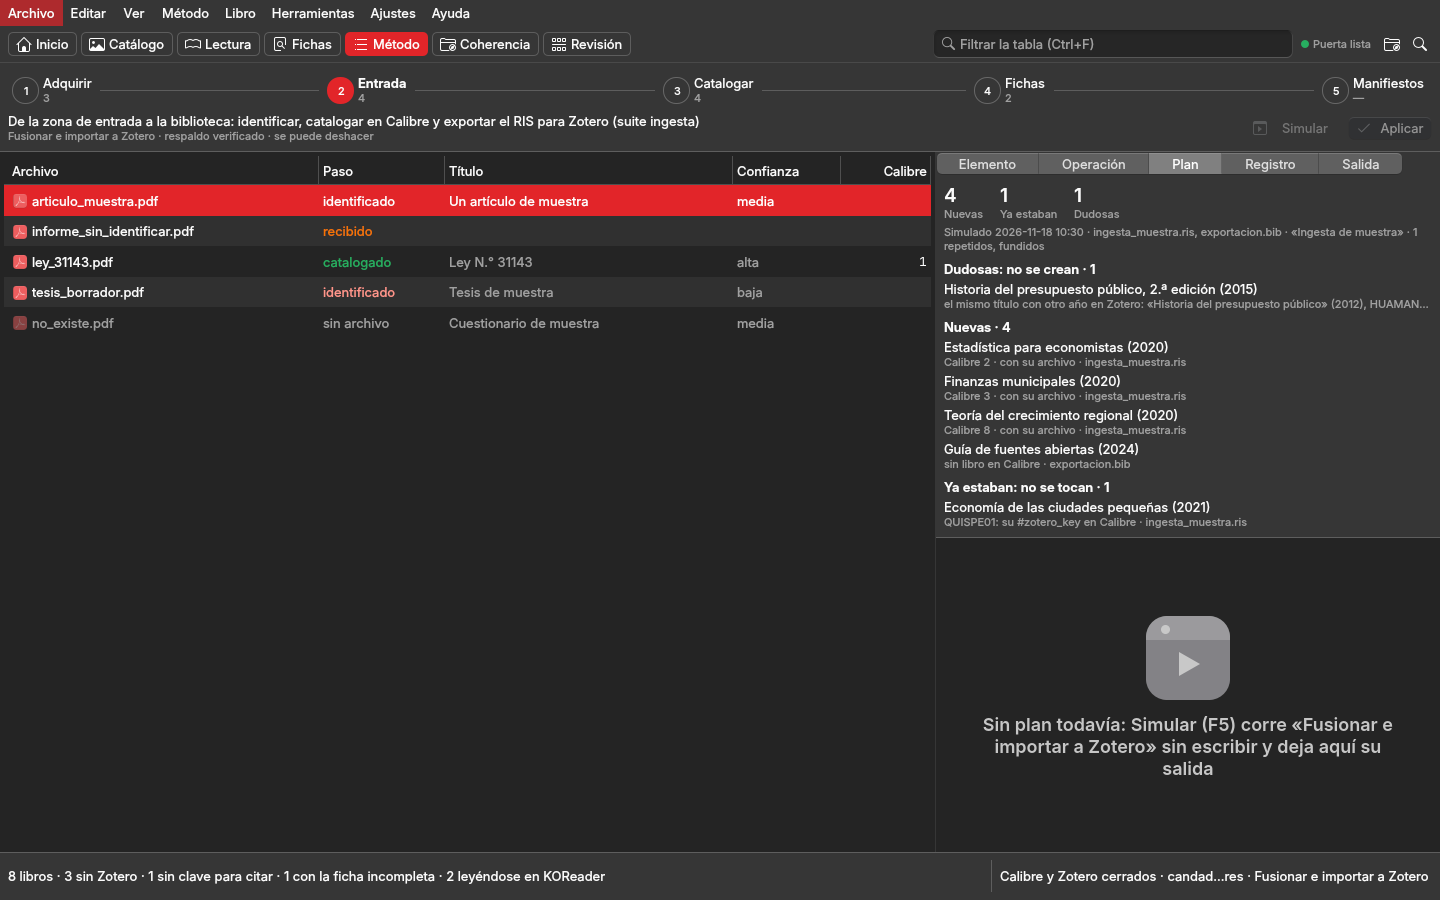 Archivo Editar Ver Método Libro Herramientas Ajustes Ayuda
Inicio Catálogo Lectura Fichas Método Coherencia Revisión Filtrar la tabla (Ctrl+F) Puerta lista
1 Adquirir 3
2 Entrada 4
3 Catalogar 4
4 Fichas 2
5 Manifiestos —
De la zona de entrada a la biblioteca: identificar, catalogar en Calibre y exportar el RIS para Zotero (suite ingesta)
Fusionar e importar a Zotero · respaldo verificado · se puede deshacer
Simular Aplicar
Archivo Paso Título Confianza Calibre
articulo_muestra.pdf identificado Un artículo de muestra media
informe_sin_identificar.pdf recibido
ley_31143.pdf catalogado Ley N.° 31143 alta 1
tesis_borrador.pdf identificado Tesis de muestra baja
no_existe.pdf sin archivo Cuestionario de muestra media
Elemento Operación Plan Registro Salida
4 1 1
Nuevas Ya estaban Dudosas
Simulado 2026-11-18 10:30 · ingesta_muestra.ris, exportacion.bib · «Ingesta de muestra» · 1
repetidos, fundidos
Dudosas: no se crean · 1
Historia del presupuesto público, 2.ª edición (2015)
el mismo título con otro año en Zotero: «Historia del presupuesto público» (2012), HUAMAN…
Nuevas · 4
Estadística para economistas (2020)
Calibre 2 · con su archivo · ingesta_muestra.ris
Finanzas municipales (2020)
Calibre 3 · con su archivo · ingesta_muestra.ris
Teoría del crecimiento regional (2020)
Calibre 8 · con su archivo · ingesta_muestra.ris
Guía de fuentes abiertas (2024)
sin libro en Calibre · exportacion.bib
Ya estaban: no se tocan · 1
Economía de las ciudades pequeñas (2021)
QUISPE01: su #zotero_key en Calibre · ingesta_muestra.ris
Sin plan todavía: Simular (F5) corre «Fusionar e
importar a Zotero» sin escribir y deja aquí su
salida
8 libros · 3 sin Zotero · 1 sin clave para citar · 1 con la ficha incompleta · 2 leyéndose en KOReader
Calibre y Zotero cerrados · candad…res · Fusionar e importar a Zotero